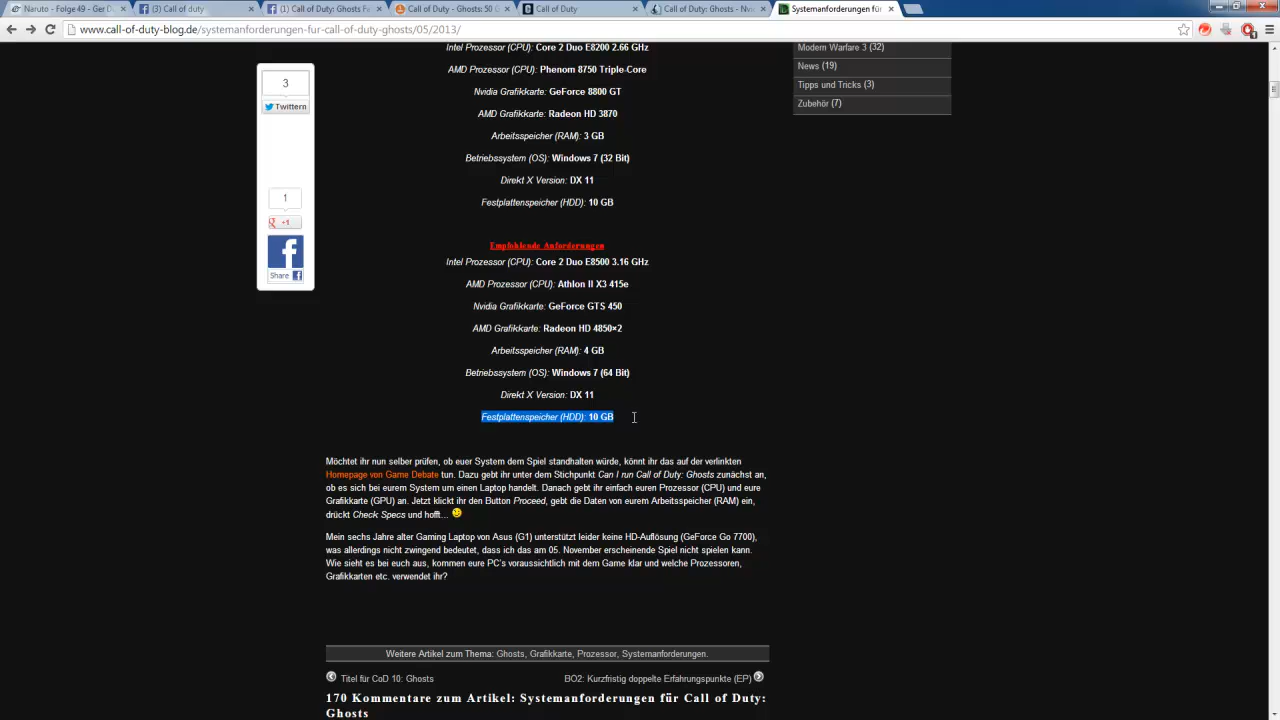 Naruto - Folge 49 - Ger D
(3) Call of duty
(1) Call of Duty: Ghosts Fa
Call of Duty - Ghosts: 50 G
Call of Duty
Call of Duty: Ghosts - Nv
Systemanforderungen für
www.call-of-duty-blog.de/systemanforderungen-fur-call-of-duty-ghosts/05/2013/
Intel Prozessor (CPU): Core 2 Duo E8200 2.66 GHz
AMD Prozessor (CPU): Phenom 8750 Triple-Core
Nvidia Grafikkarte: GeForce 8800 GT
AMD Grafikkarte: Radeon HD 3870
Arbeitsspeicher (RAM): 3 GB
Betriebssystem (OS): Windows 7 (32 Bit)
Direkt X Version: DX 11
Festplattenspeicher (HDD): 10 GB
Empfohlende Anforderungen
Intel Prozessor (CPU): Core 2 Duo E8500 3.16 GHz
AMD Prozessor (CPU): Athlon II X3 415e
Nvidia Grafikkarte: GeForce GTS 450
AMD Grafikkarte: Radeon HD 4850×2
Arbeitsspeicher (RAM): 4 GB
Betriebssystem (OS): Windows 7 (64 Bit)
Direkt X Version: DX 11
Festplattenspeicher (HDD): 10 GB
Möchtet ihr nun selber prüfen, ob euer System dem Spiel standhalten würde, könnt ihr das auf der verlinkten
Homepage von Game Debate tun. Dazu gebt ihr unter dem Stichpunkt Can I run Call of Duty: Ghosts zunächst an,
ob es sich bei eurem System um einen Laptop handelt. Danach gebt ihr einfach euren Prozessor (CPU) und eure
Grafikkarte (GPU) an. Jetzt klickt ihr den Button Proceed, gebt die Daten von eurem Arbeitsspeicher (RAM) ein,
drückt Check Specs und hofft…
Mein sechs Jahre alter Gaming Laptop von Asus (G1) unterstützt leider keine HD-Auflösung (GeForce Go 7700),
was allerdings nicht zwingend bedeutet, dass ich das am 05. November erscheinende Spiel nicht spielen kann.
Wie sieht es bei euch aus, kommen eure PC's voraussichtlich mit dem Game klar und welche Prozessoren,
Grafikkarten etc. verwendet ihr?
Weitere Artikel zum Thema: Ghosts, Grafikkarte, Prozessor, Systemanforderungen.
Titel für CoD 10: Ghosts
BO2: Kurzfristig doppelte Erfahrungspunkte (EP)
170 Kommentare zum Artikel: Systemanforderungen für Call of Duty:
Ghosts
3
Twittern
1
+1
f
Share f
Modern Warfare 3 (32)
News (19)
Tipps und Tricks (3)
Zubehör (7)